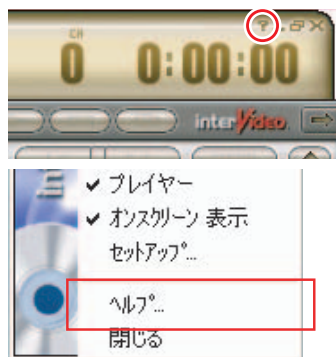 ?
CH
0 0:00:00
interVideo
✔ プレイヤー
✔ オンスクリーン 表示
セットアップ...
ヘルプ...
閉じる